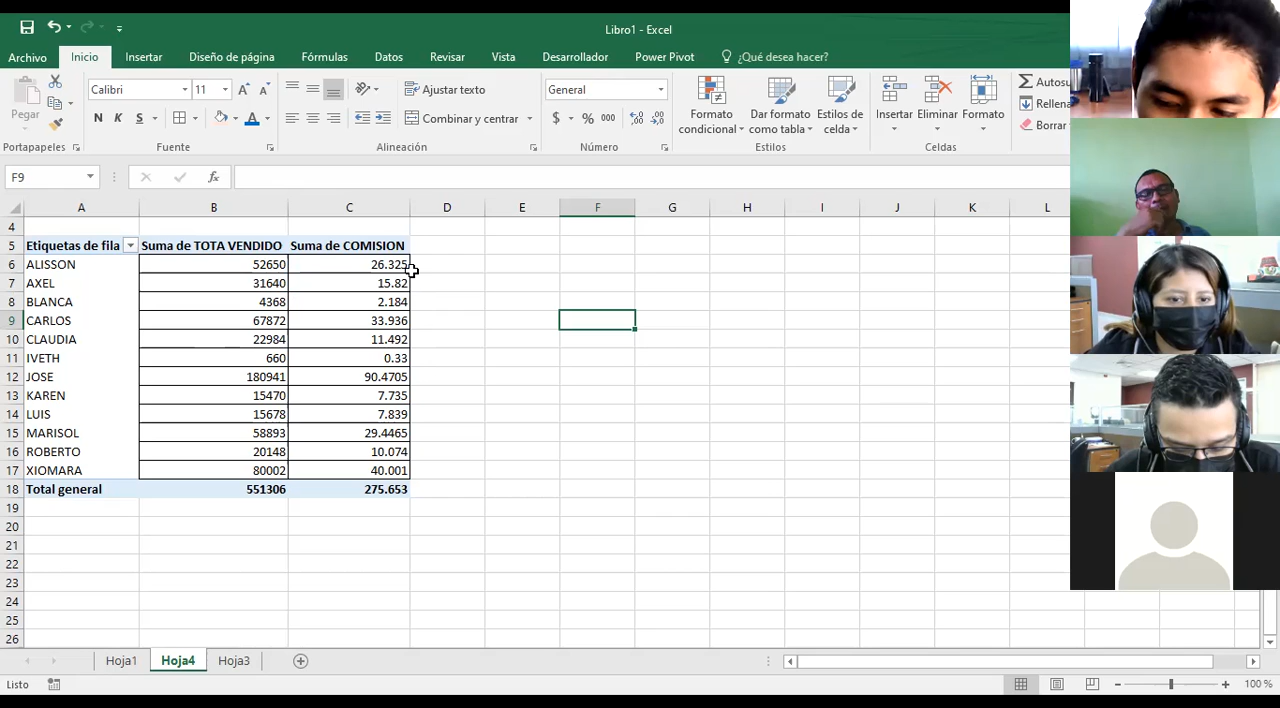 Libro1 - Excel
Archivo Inicio Insertar Diseño de página Fórmulas Datos Revisar Vista Desarrollador Power Pivot ¿Qué desea hacer?
Pegar
Calibri 11
N K S
Ajustar texto
Combinar y centrar
General
$ % 000
Formato condicional
Dar formato como tabla
Estilos de celda
Insertar Eliminar Formato
Autosu
Rellena
Borrar
Portapapeles Fuente Alineación Número Estilos Celdas
F9 fx
A B C D E F G H I J K L
4
5 Etiquetas de fila Suma de TOTA VENDIDO Suma de COMISION
6 ALISSON 52650 26.325
7 AXEL 31640 15.82
8 BLANCA 4368 2.184
9 CARLOS 67872 33.936
10 CLAUDIA 22984 11.492
11 IVETH 660 0.33
12 JOSE 180941 90.4705
13 KAREN 15470 7.735
14 LUIS 15678 7.839
15 MARISOL 58893 29.4465
16 ROBERTO 20148 10.074
17 XIOMARA 80002 40.001
18 Total general 551306 275.653
19
20
21
22
23
24
25
26
Hoja1 Hoja4 Hoja3
Listo 100 %